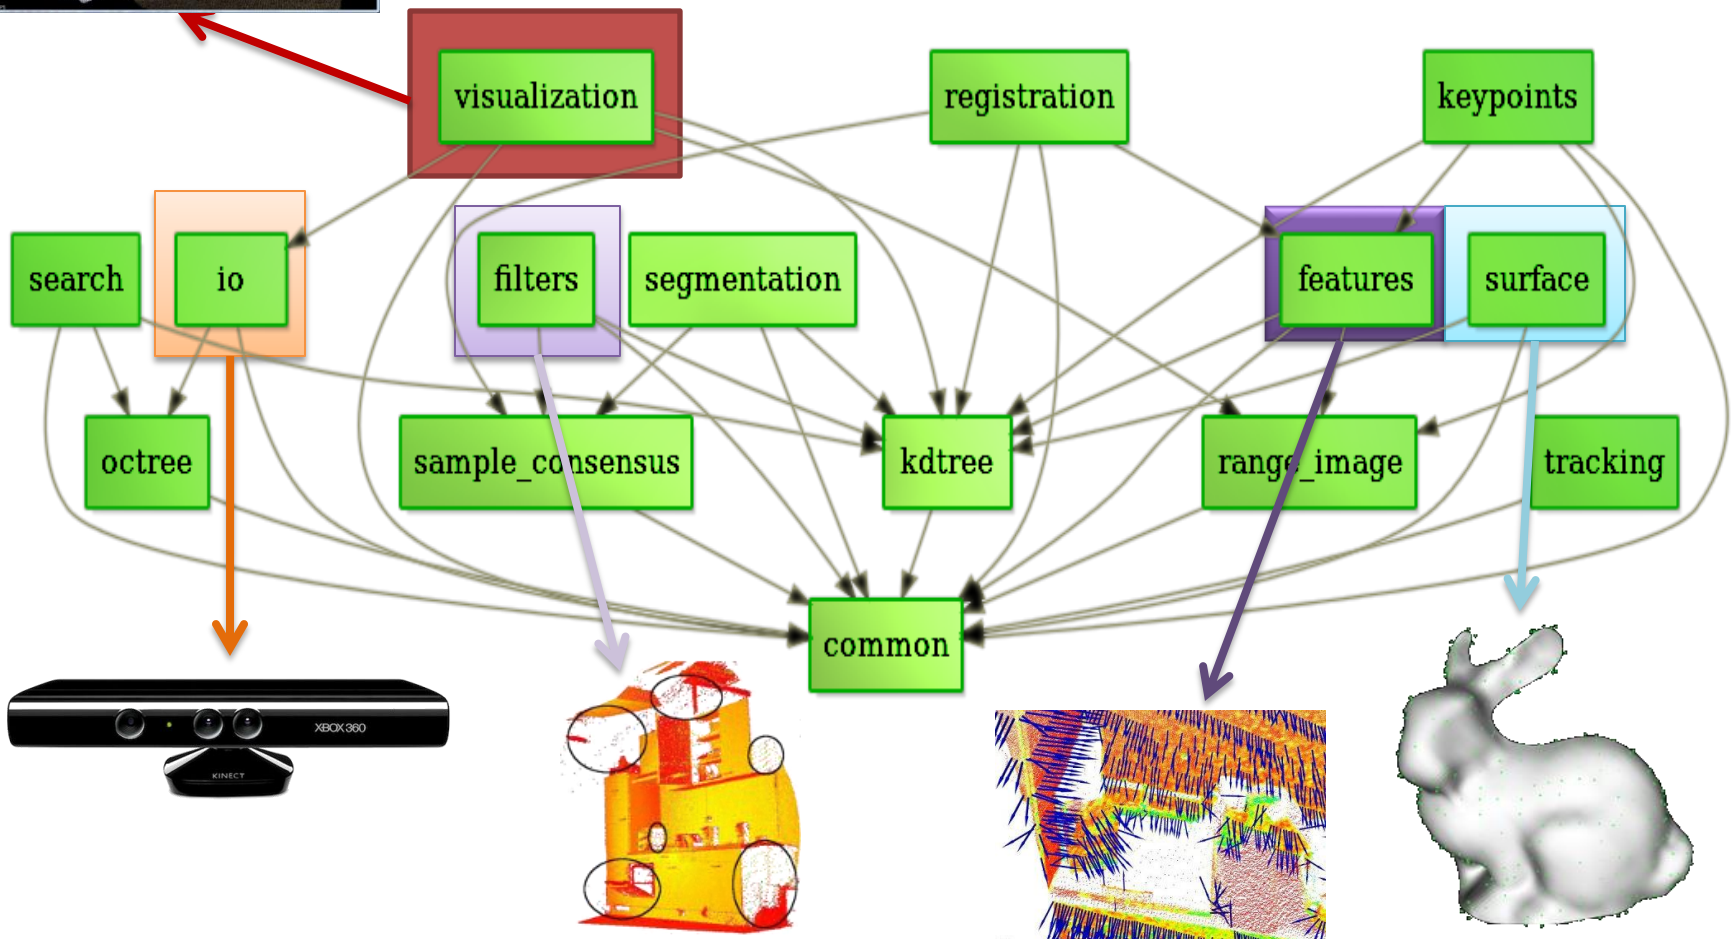 visualization
registration
keypoints
search
io
filters
segmentation
features
surface
octree
sample_consensus
kdtree
range_image
tracking
common
XBOX 360
KINECT